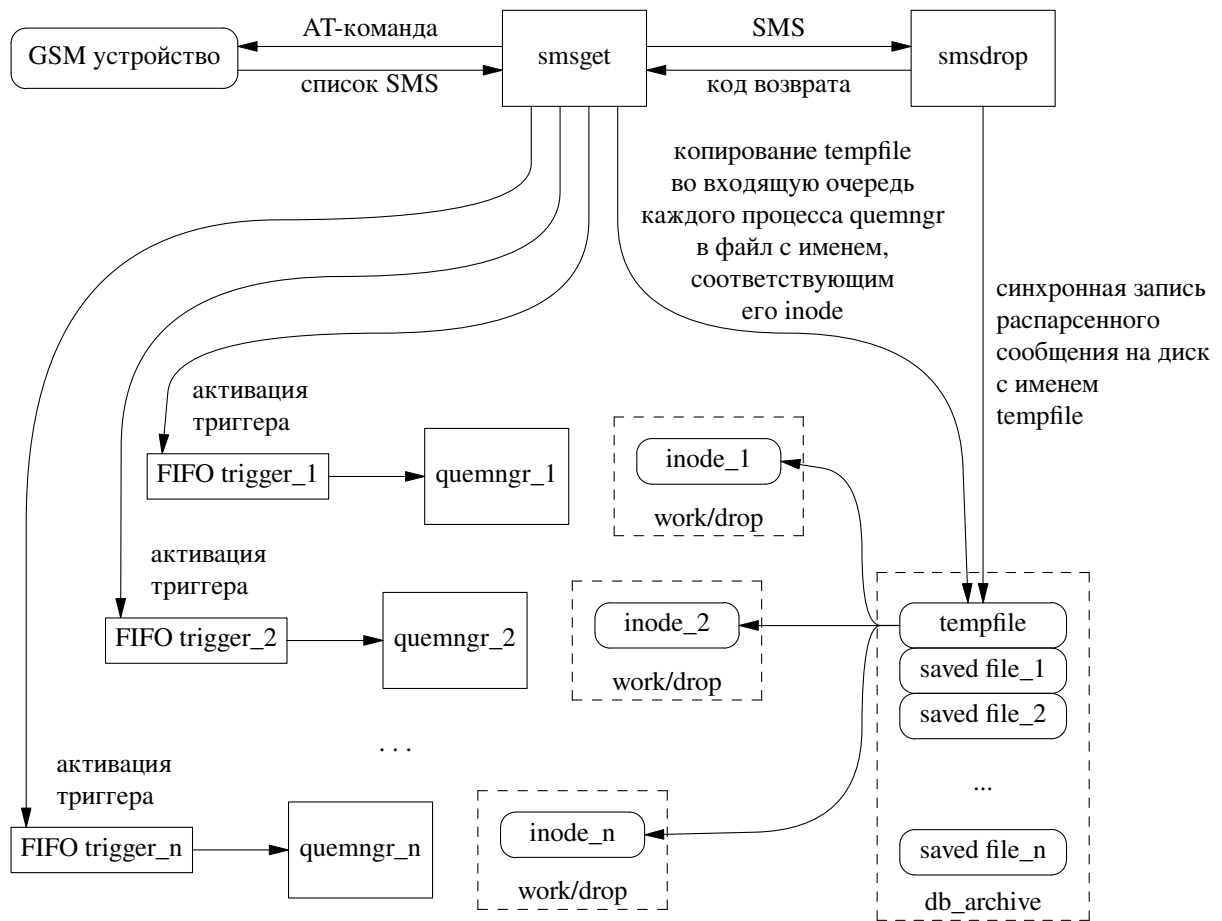 АТ-команда
SMS
GSM устройство
smsget
smsdrop
список SMS
код возврата
копирование tempfile
во входящую очередь
каждого процесса quemngr
в файл с именем,
соответствующим
его inode
синхронная запись
распарсенного
сообщения на диск
с именем
tempfile
активация
триггера
FIFO trigger_1
quemngr_1
inode_1
work/drop
активация
триггера
FIFO trigger_2
quemngr_2
inode_2
work/drop
tempfile
saved file_1
saved file_2
...
saved file_n
db_archive
. . .
активация
триггера
FIFO trigger_n
quemngr_n
inode_n
work/drop